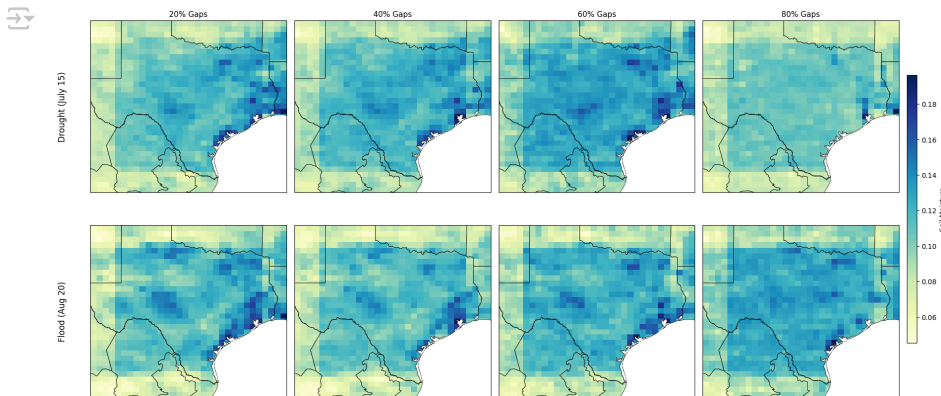 20% Gaps
40% Gaps
60% Gaps
80% Gaps
Drought (July 15)
Flood (Aug 20)
0.18
0.16
0.14
0.12
0.10
0.08
0.06